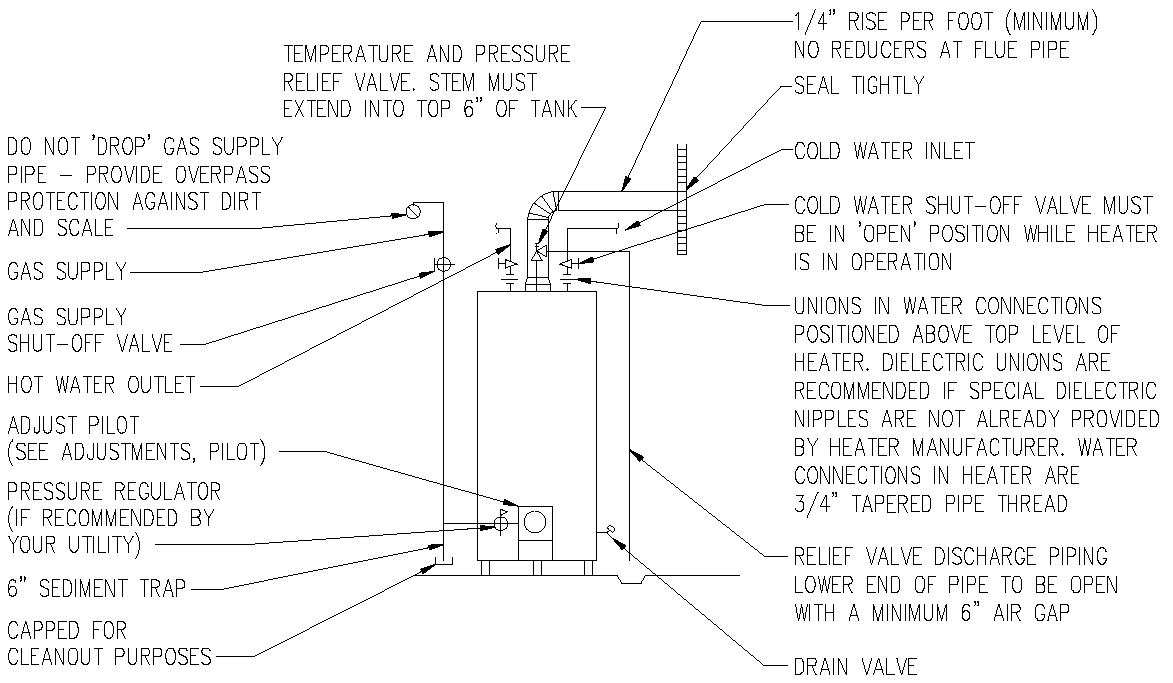 TEMPERATURE AND PRESSURE
RELIEF VALVE. STEM MUST
EXTEND INTO TOP 6" OF TANK
DO NOT 'DROP' GAS SUPPLY
PIPE – PROVIDE OVERPASS
PROTECTION AGAINST DIRT
AND SCALE
GAS SUPPLY
GAS SUPPLY
SHUT-OFF VALVE
HOT WATER OUTLET
ADJUST PILOT
(SEE ADJUSTMENTS, PILOT)
PRESSURE REGULATOR
(IF RECOMMENDED BY
YOUR UTILITY)
6" SEDIMENT TRAP
CAPPED FOR
CLEANOUT PURPOSES
1/4" RISE PER FOOT (MINIMUM)
NO REDUCERS AT FLUE PIPE
SEAL TIGHTLY
COLD WATER INLET
COLD WATER SHUT-OFF VALVE MUST
BE IN 'OPEN' POSITION WHILE HEATER
IS IN OPERATION
UNIONS IN WATER CONNECTIONS
POSITIONED ABOVE TOP LEVEL OF
HEATER. DIELECTRIC UNIONS ARE
RECOMMENDED IF SPECIAL DIELECTRIC
NIPPLES ARE NOT ALREADY PROVIDED
BY HEATER MANUFACTURER. WATER
CONNECTIONS IN HEATER ARE
3/4" TAPERED PIPE THREAD
RELIEF VALVE DISCHARGE PIPING
LOWER END OF PIPE TO BE OPEN
WITH A MINIMUM 6" AIR GAP
DRAIN VALVE